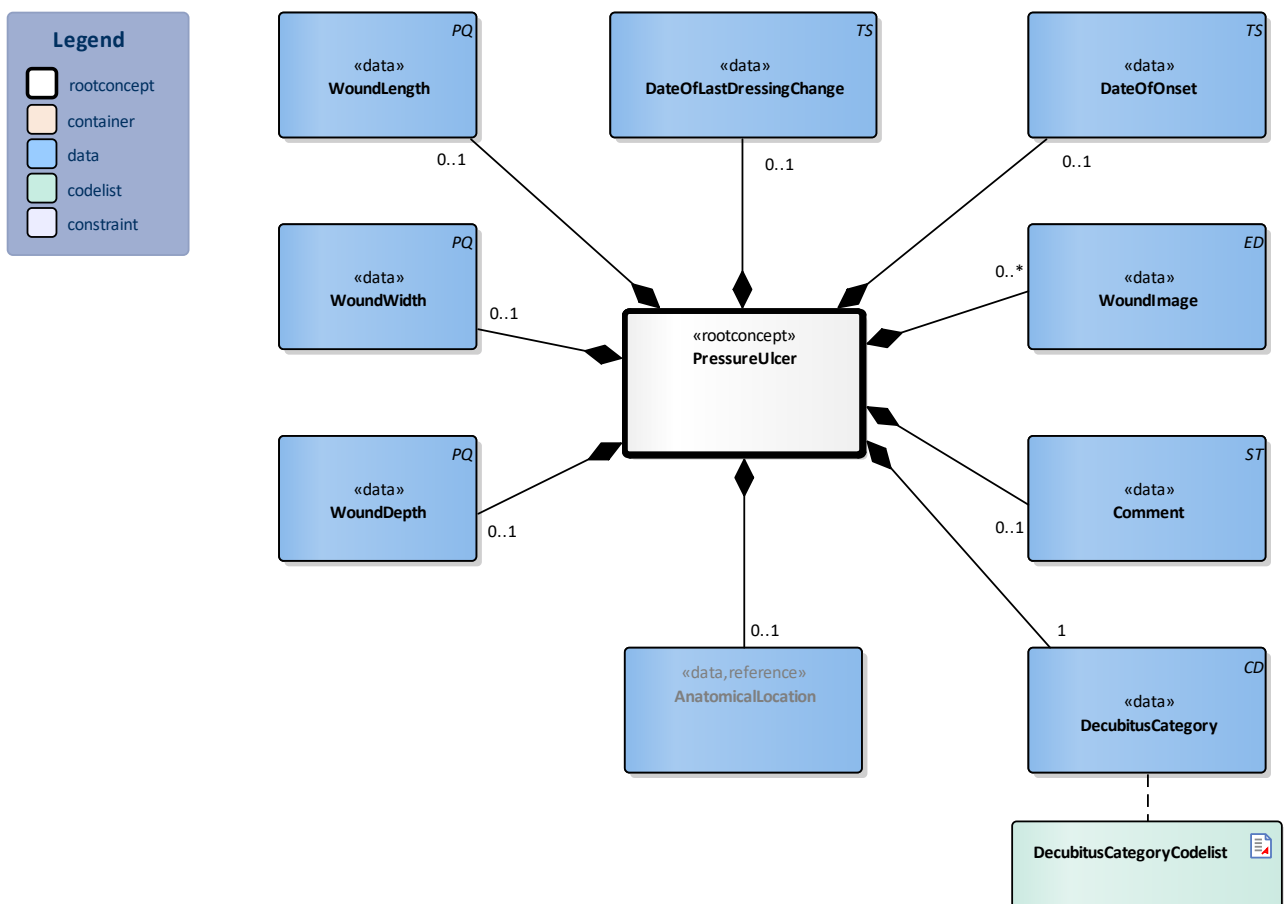 Legend
rootconcept
container
data
codelist
constraint
PQ
«data»
WoundLength
0..1
TS
«data»
DateOfLastDressingChange
0..1
TS
«data»
DateOfOnset
0..1
PQ
«data»
WoundWidth
0..1
ED
«data»
WoundImage
0..*
«rootconcept»
PressureUlcer
PQ
«data»
WoundDepth
0..1
ST
«data»
Comment
0..1
«data,reference»
AnatomicalLocation
0..1
CD
«data»
DecubitusCategory
1
DecubitusCategoryCodelist